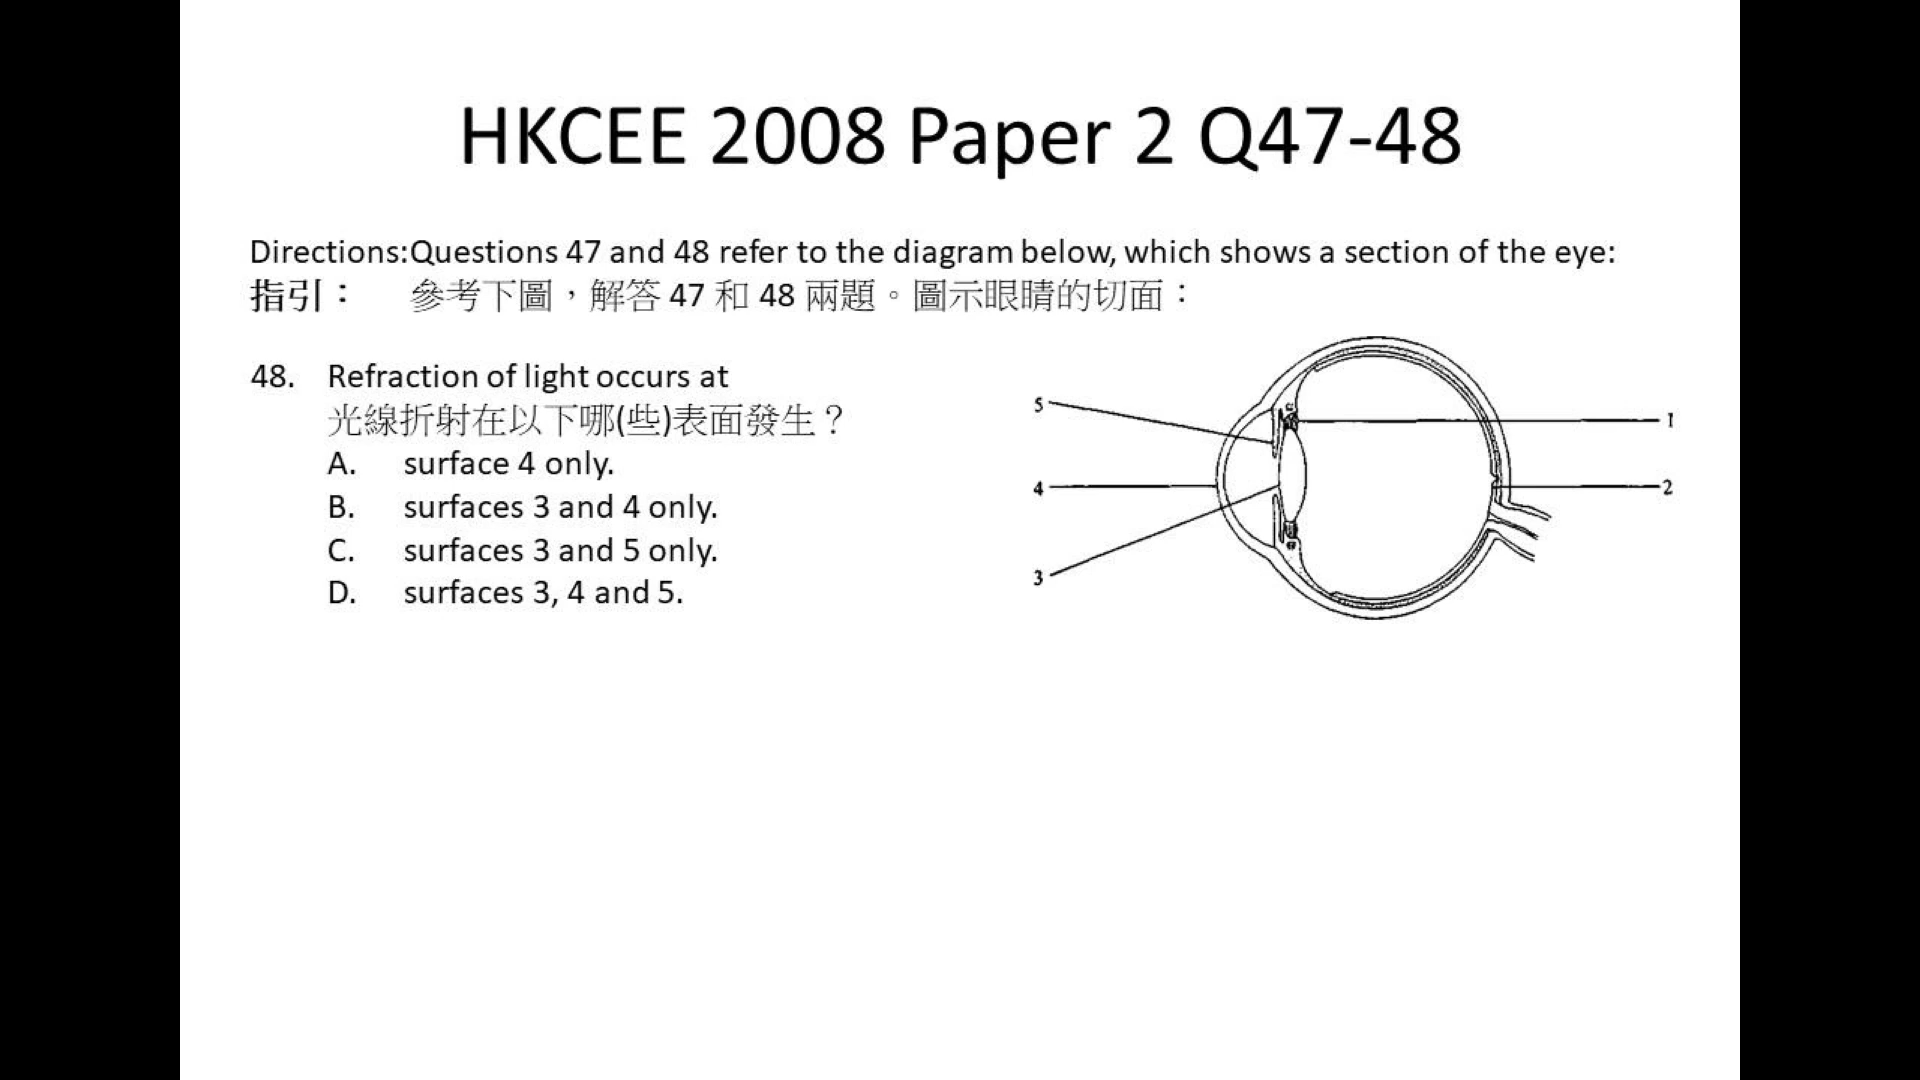 HKCEE 2008 Paper 2 Q47-48
Directions:Questions 47 and 48 refer to the diagram below, which shows a section of the eye:
指引： 參考下圖，解答 47 和 48 兩題。圖示眼睛的切面：
48. Refraction of light occurs at
光線折射在以下哪(些)表面發生？
A. surface 4 only.
B. surfaces 3 and 4 only.
C. surfaces 3 and 5 only.
D. surfaces 3, 4 and 5.
5
1
4
2
3